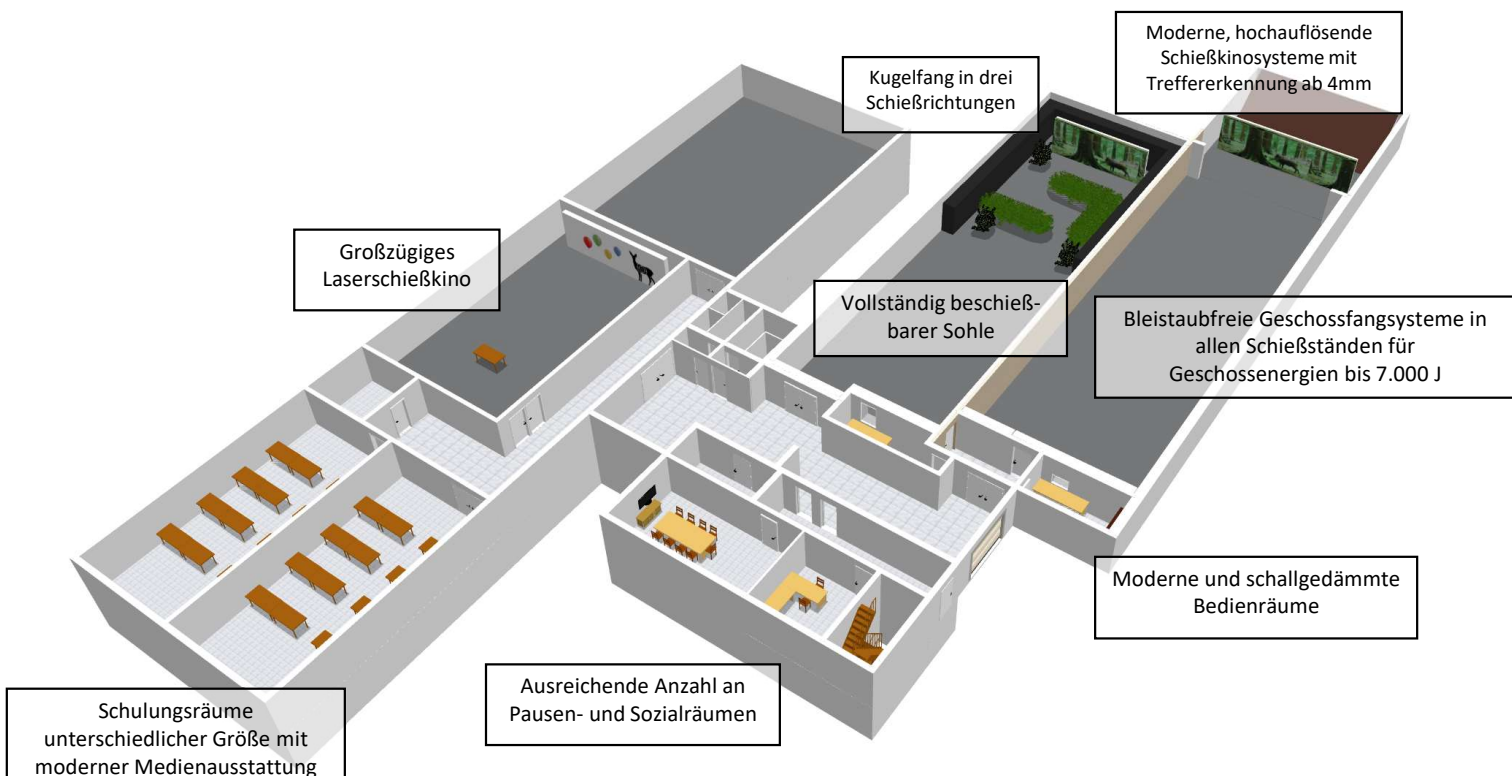 Moderne, hochauflösende
Schießkinosysteme mit
Treffererkennung ab 4mm
Kugelfang in drei
Schießrichtungen
Großzügiges
Laserschießkino
Vollständig beschieß-
barer Sohle
Bleistaubfreie Geschossfangsysteme in
allen Schießständen für
Geschossenergien bis 7.000 J
Moderne und schallgedämmte
Bedienräume
Ausreichende Anzahl an
Pausen- und Sozialräumen
Schulungsräume
unterschiedlicher Größe mit
moderner Medienausstattung